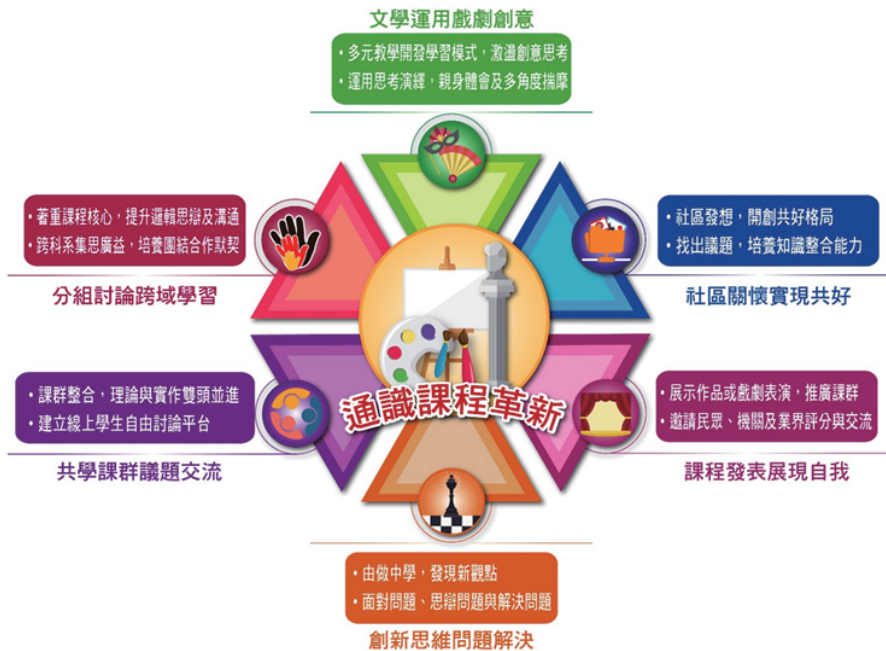 文學運用戲劇創意
• 多元教學開發學習模式，激盪創意思考
• 運用思考演繹，親身體會及多角度揣摩
• 著重課程核心，提升邏輯思辯及溝通
• 跨科系集思廣益，培養團結合作默契
分組討論跨域學習
• 社區發想，開創共好格局
• 找出議題，培養知識整合能力
社區關懷實現共好
通識課程革新
• 課群整合，理論與實作雙頭並進
• 建立線上學生自由討論平台
共學課群議題交流
• 展示作品或戲劇表演，推廣課群
• 邀請民眾、機關及業界評分與交流
課程發表展現自我
• 由做中學，發現新觀點
• 面對問題、思辯問題與解決問題
創新思維問題解決